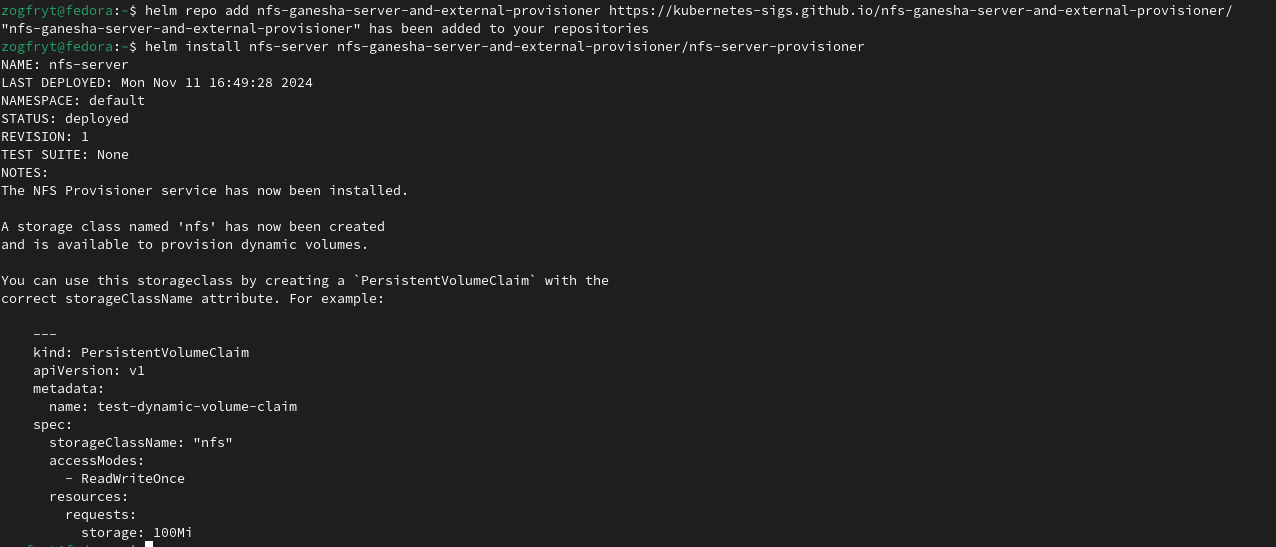 zogfryt@fedora:~$ helm repo add nfs-ganesha-server-and-external-provisioner https://kubernetes-sigs.github.io/nfs-ganesha-server-and-external-provisioner/
"nfs-ganesha-server-and-external-provisioner" has been added to your repositories
zogfryt@fedora:~$ helm install nfs-server nfs-ganesha-server-and-external-provisioner/nfs-server-provisioner
NAME: nfs-server
LAST DEPLOYED: Mon Nov 11 16:49:28 2024
NAMESPACE: default
STATUS: deployed
REVISION: 1
TEST SUITE: None
NOTES:
The NFS Provisioner service has now been installed.

A storage class named 'nfs' has now been created
and is available to provision dynamic volumes.

You can use this storageclass by creating a `PersistentVolumeClaim` with the
correct storageClassName attribute. For example:

    ---
    kind: PersistentVolumeClaim
    apiVersion: v1
    metadata:
      name: test-dynamic-volume-claim
    spec:
      storageClassName: "nfs"
      accessModes:
        - ReadWriteOnce
      resources:
        requests:
          storage: 100Mi